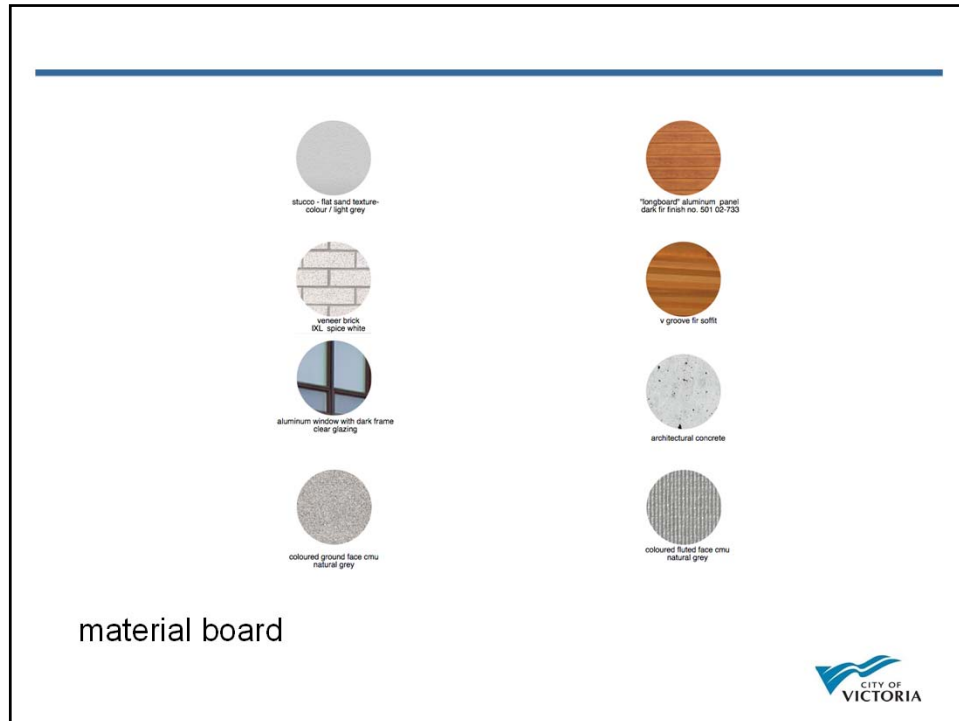 stucco - flat sand texture-
colour / light grey
"longboard" aluminum panel
dark fir finish no. 501 02-733
veneer brick
IXL spice white
v groove fir soffit
aluminum window with dark frame
clear glazing
architectural concrete
coloured ground face cmu
natural grey
coloured fluted face cmu
natural grey
material board
CITY OF
VICTORIA